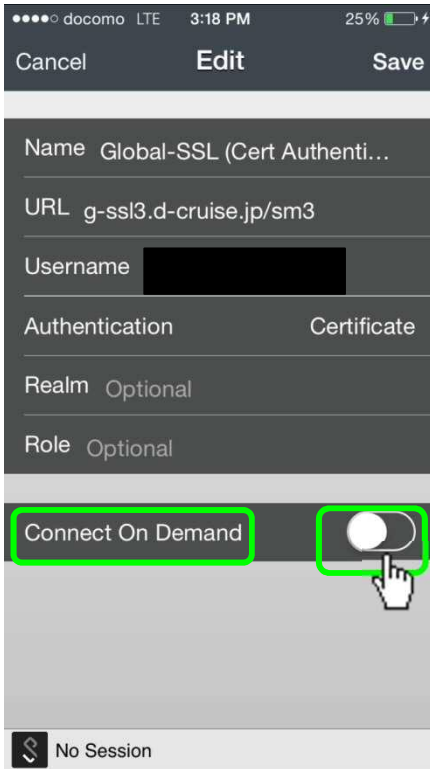 docomo LTE 3:18 PM 25%
Cancel Edit Save
Name Global-SSL (Cert Authenti...
URL g-ssl3.d-cruise.jp/sm3
Username
Authentication Certificate
Realm Optional
Role Optional
Connect On Demand
No Session